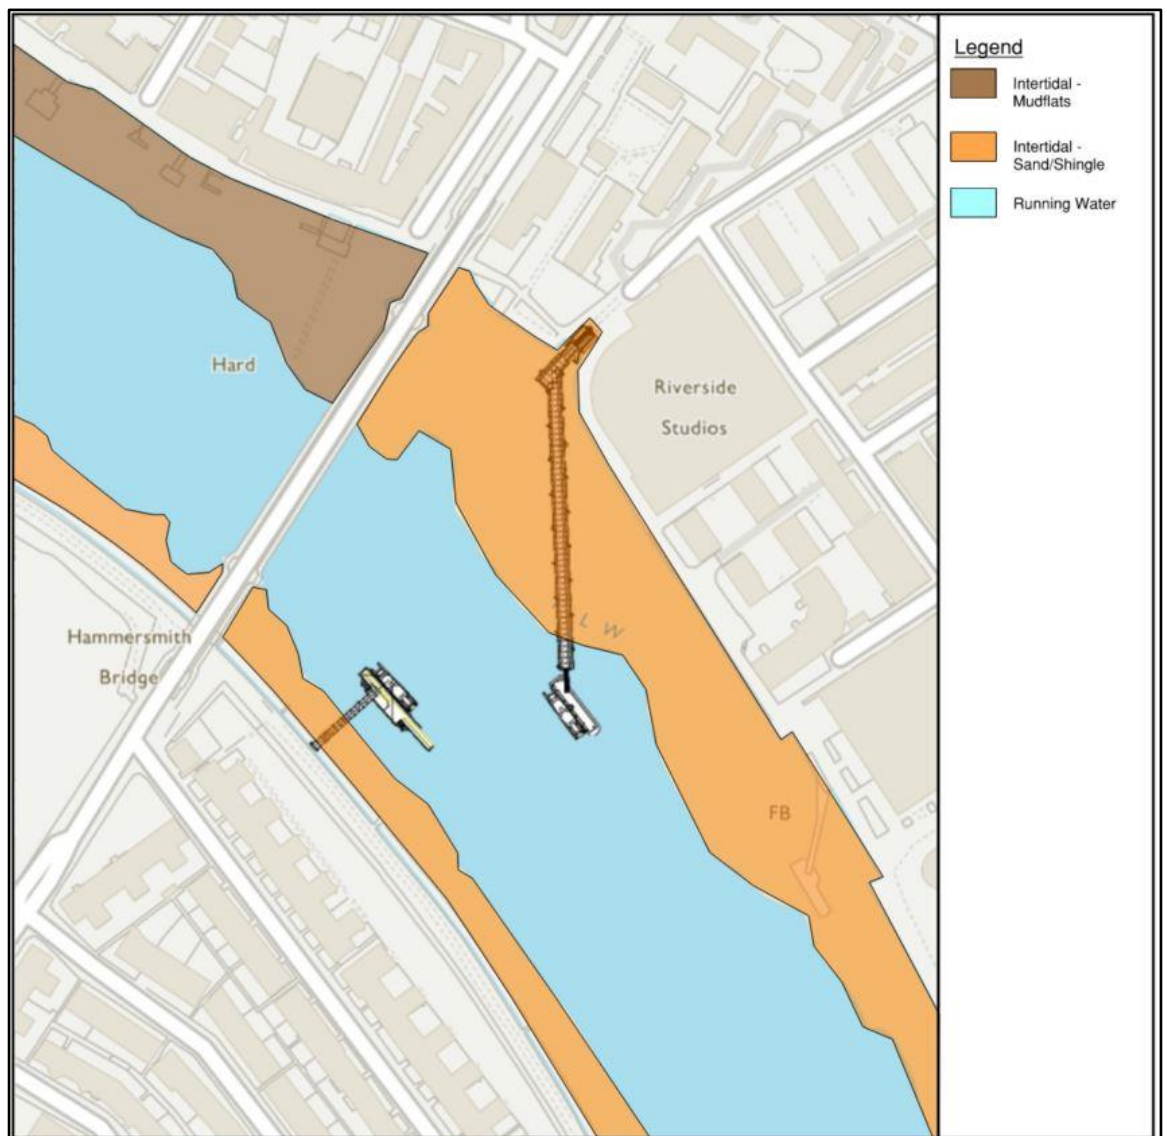 Legend
Intertidal -
Mudflats
Intertidal -
Sand/Shingle
Running Water
Hard
Riverside
Studios
L W
Hammersmith
Bridge
FB